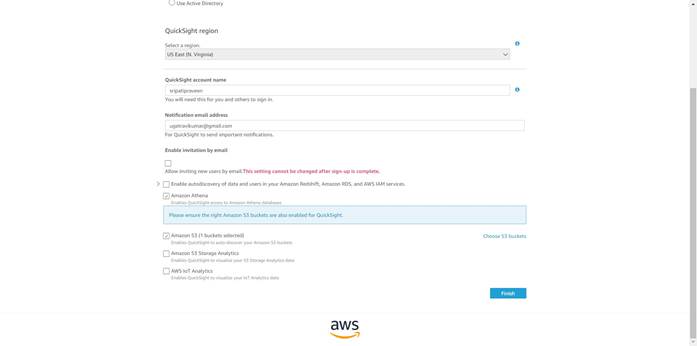 Use Active Directory
QuickSight region
Select a region.
US East (N. Virginia)
QuickSight account name
sripatipraveen
You will need this for you and others to sign in.
Notification email address
ugotravikumar@gmail.com
For QuickSight to send important notifications.
Enable invitation by email
Allow inviting new users by email.This setting cannot be changed after sign-up is complete.
Enable autodiscovery of data and users in your Amazon Redshift, Amazon RDS, and AWS IAM services.
Amazon Athena
Enables QuickSight access to Amazon Athena databases
Please ensure the right Amazon S3 buckets are also enabled for QuickSight.
Amazon S3 (1 buckets selected) Choose S3 buckets
Enables QuickSight to auto-discover your Amazon S3 buckets
Amazon S3 Storage Analytics
Enables QuickSight to visualize your S3 Storage Analytics data
AWS IoT Analytics
Enables QuickSight to visualize your IoT Analytics data
Finish
aws